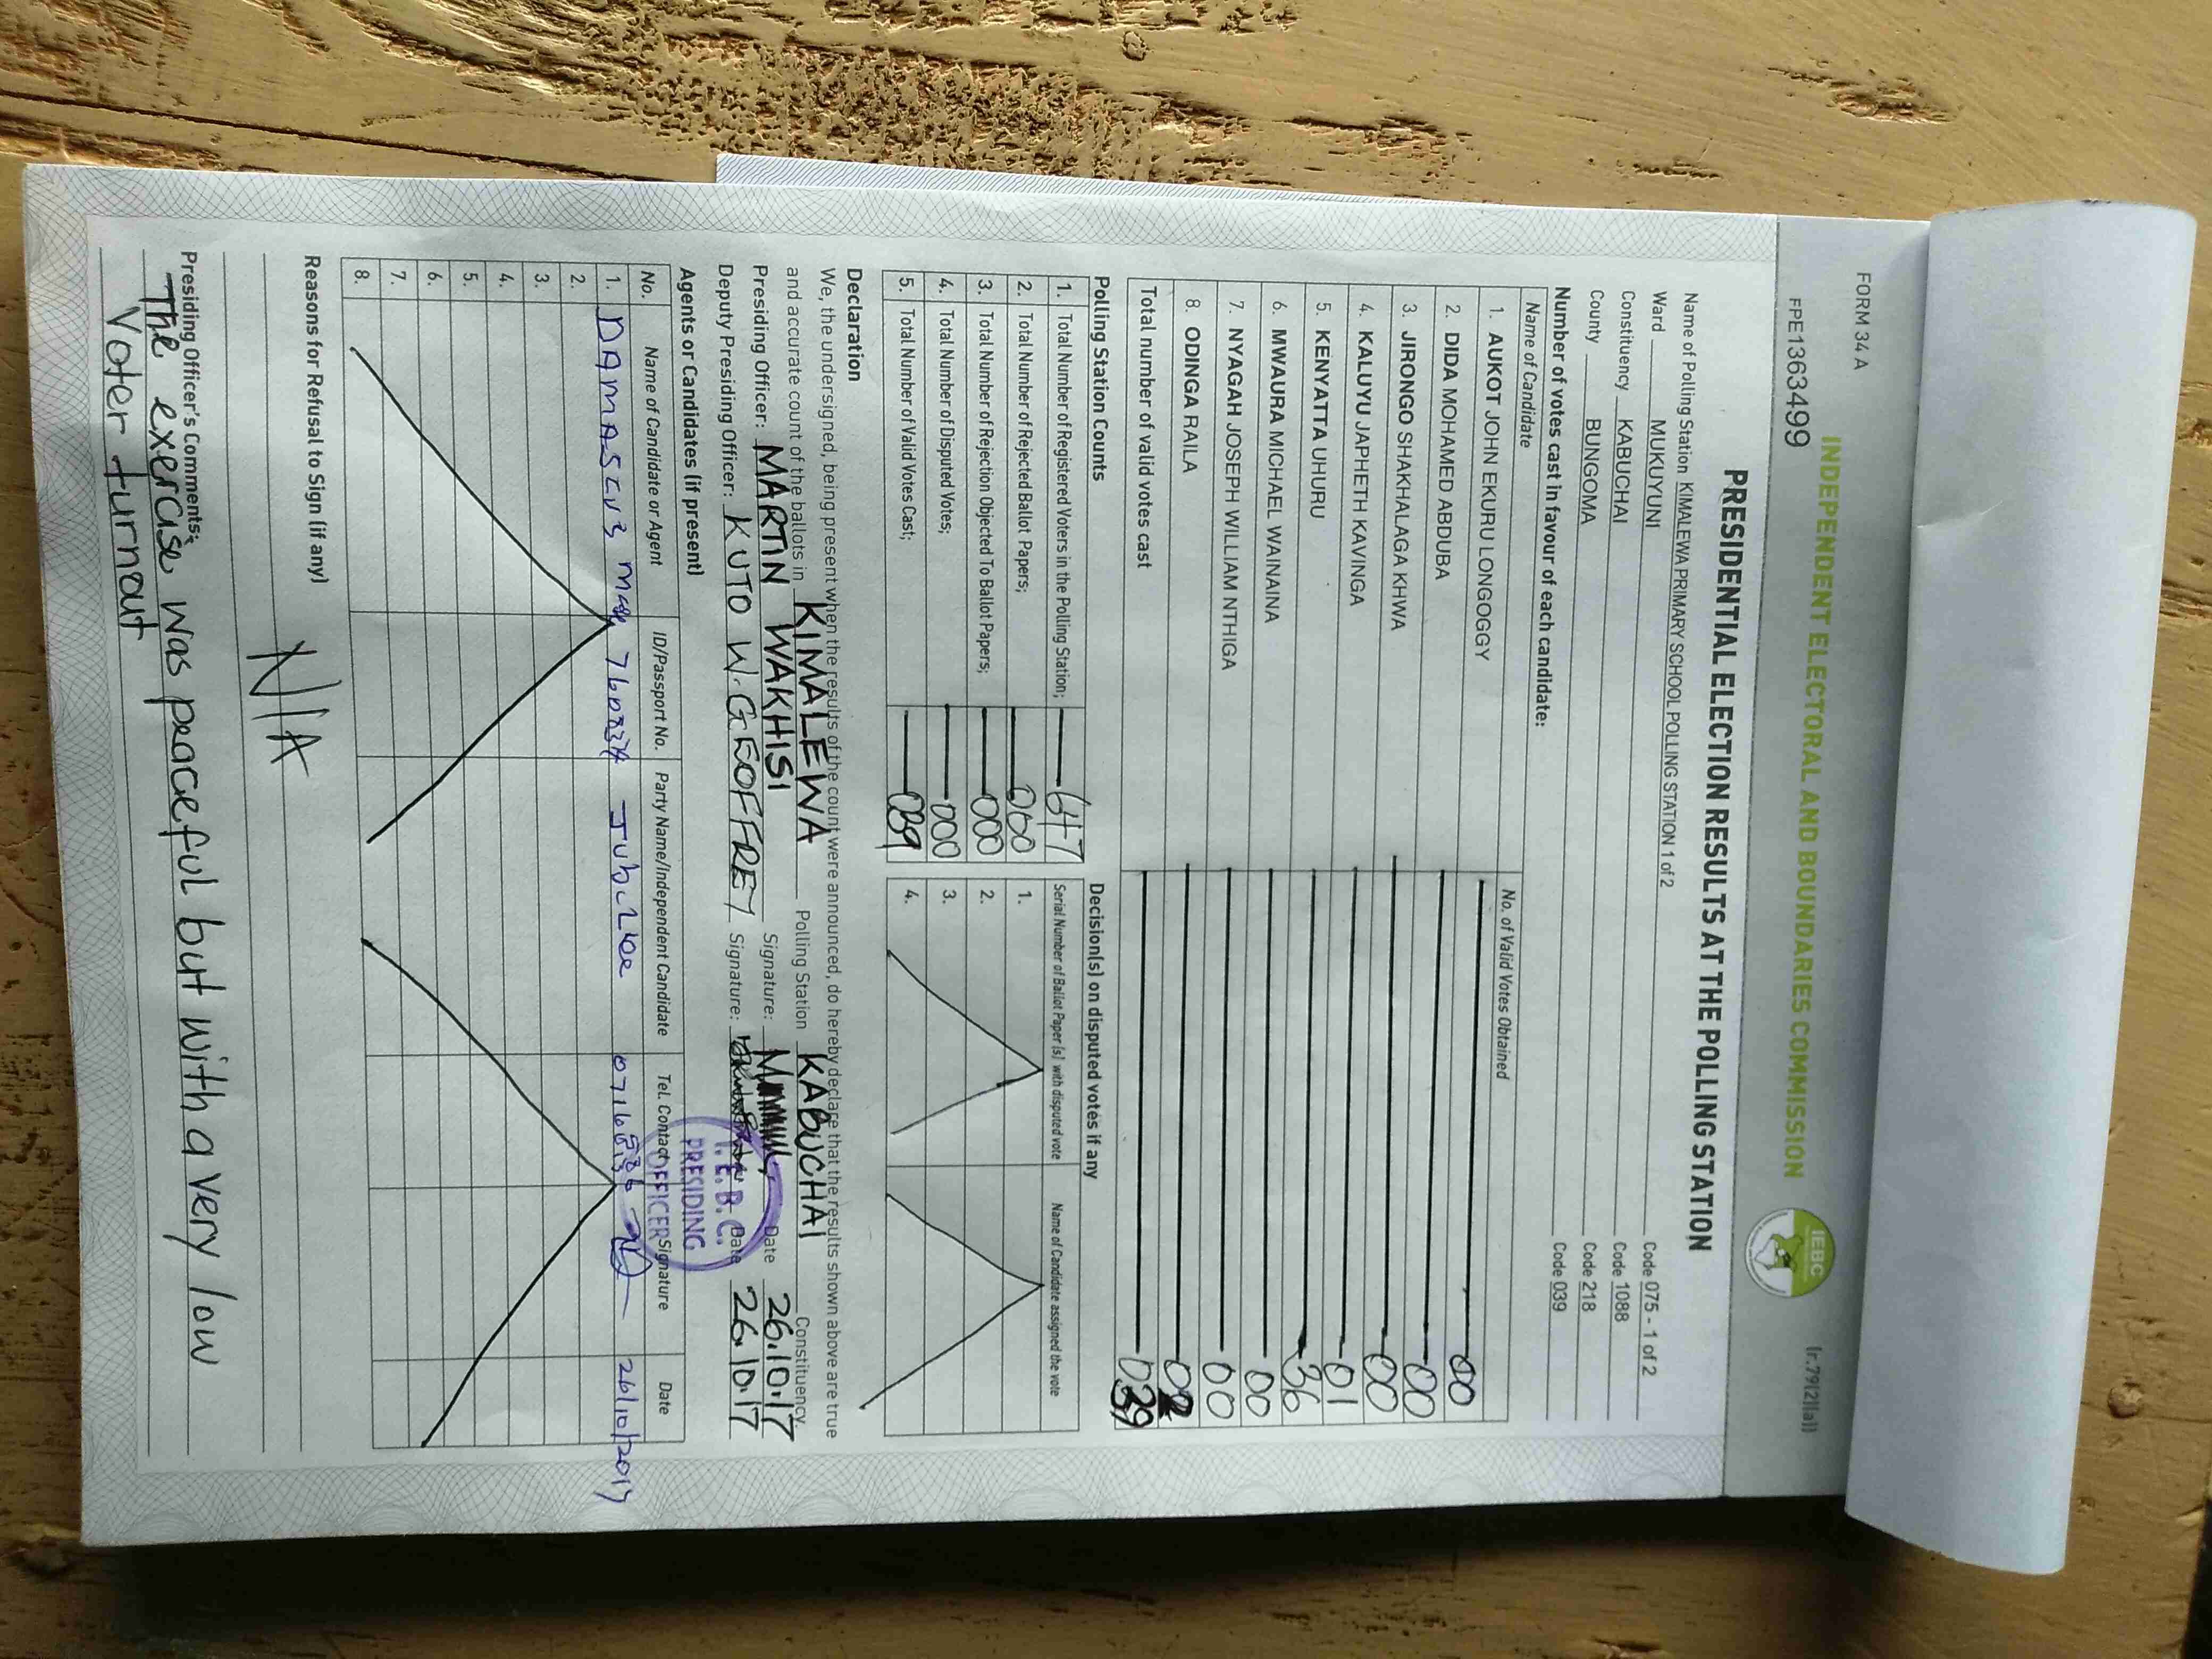 FORM 34 A
(r.79(2)(a))
INDEPENDENT ELECTORAL AND BOUNDARIES COMMISSION
IEBC
FPE1363499
PRESIDENTIAL ELECTION RESULTS AT THE POLLING STATION
Name of Polling Station KIMALEWA PRIMARY SCHOOL POLLING STATION 1 of 2 Code 075 - 1 of 2
Ward MUKUYUNI Code 1088
Constituency KABUCHAI Code 218
County BUNGOMA Code 039
Number of votes cast in favour of each candidate:
Name of Candidate No. of Valid Votes Obtained
1. AUKOT JOHN EKURU LONGOGGY 00
2. DIDA MOHAMED ABDUBA 00
3. JIRONGO SHAKHALAGA KHWA 00
4. KALUYU JAPHETH KAVINGA 01
5. KENYATTA UHURU 36
6. MWAURA MICHAEL WAINAINA 00
7. NYAGAH JOSEPH WILLIAM NTHIGA 00
8. ODINGA RAILA 02
Total number of valid votes cast 039
Polling Station Counts
1. Total Number of Registered Voters in the Polling Station; 647
2. Total Number of Rejected Ballot Papers; 000
3. Total Number of Rejection Objected To Ballot Papers; 000
4. Total Number of Disputed Votes; 000
5. Total Number of Valid Votes Cast; 039
Decision(s) on disputed votes if any
Serial Number of Ballot Paper (s) with disputed vote Name of Candidate assigned the vote
1.
2.
3.
4.
Declaration
We, the undersigned, being present when the results of the count were announced, do hereby declare that the results shown above are true
and accurate count of the ballots in KIMALEWA Polling Station KABUCHAI Constituency.
Presiding Officer: MARTIN WAKHISI Signature: Date 26.10.17
Deputy Presiding Officer: KUTO W. GEOFFREY Signature: Date 26.10.17
I. E. B. C.
PRESIDING
OFFICER
Agents or Candidates (if present)
No. Name of Candidate or Agent ID/Passport No. Party Name/Independent Candidate Tel. Contact Signature Date
1. DAMASCUS Jubilee 26/10/2017
2.
3.
4.
5.
6.
7.
8.
Reasons for Refusal to Sign (if any)
N/A
Presiding Officer's Comments:
The exercise was peaceful but with a very low
Voter turnout